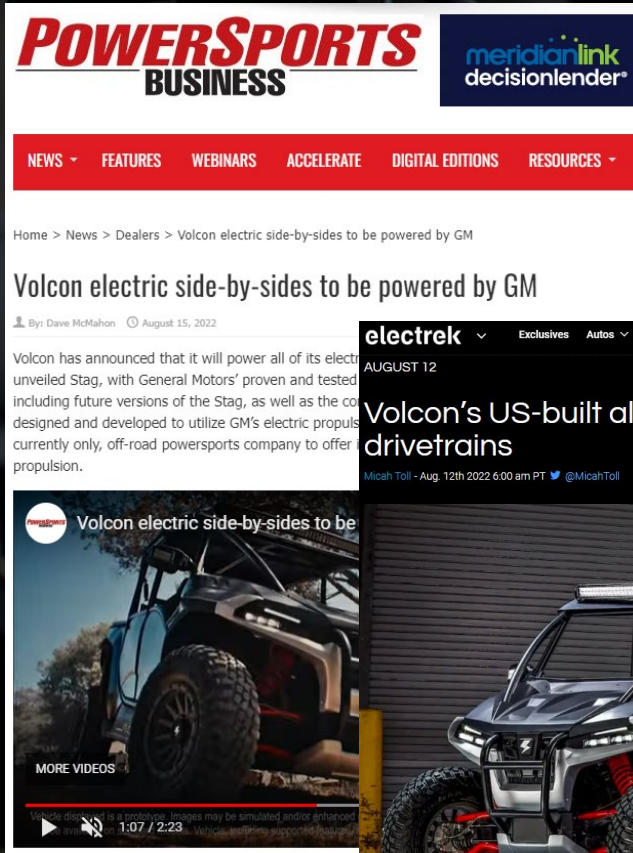 POWERSPORTS
BUSINESS
meridianlink
decisionlender®
NEWS FEATURES WEBINARS ACCELERATE DIGITAL EDITIONS RESOURCES
Home > News > Dealers > Volcon electric side-by-sides to be powered by GM
Volcon electric side-by-sides to be powered by GM
By: Dave McMahon August 15, 2022
Volcon has announced that it will power all of its electr
unveiled Stag, with General Motors' proven and tested
including future versions of the Stag, as well as the co
designed and developed to utilize GM's electric propuls
currently only, off-road powersports company to offer
propulsion.
POWERSPORTS
BUSINESS
Volcon electric side-by-sides to be
MORE VIDEOS
Vehicle displayed is a prototype. Images may be simulated and/or enhanced
1:07 / 2:23
electrek Exclusives Autos
AUGUST 12
Volcon's US-built al
drivetrains
Micah Toll - Aug. 12th 2022 6:00 am PT @MicahToll